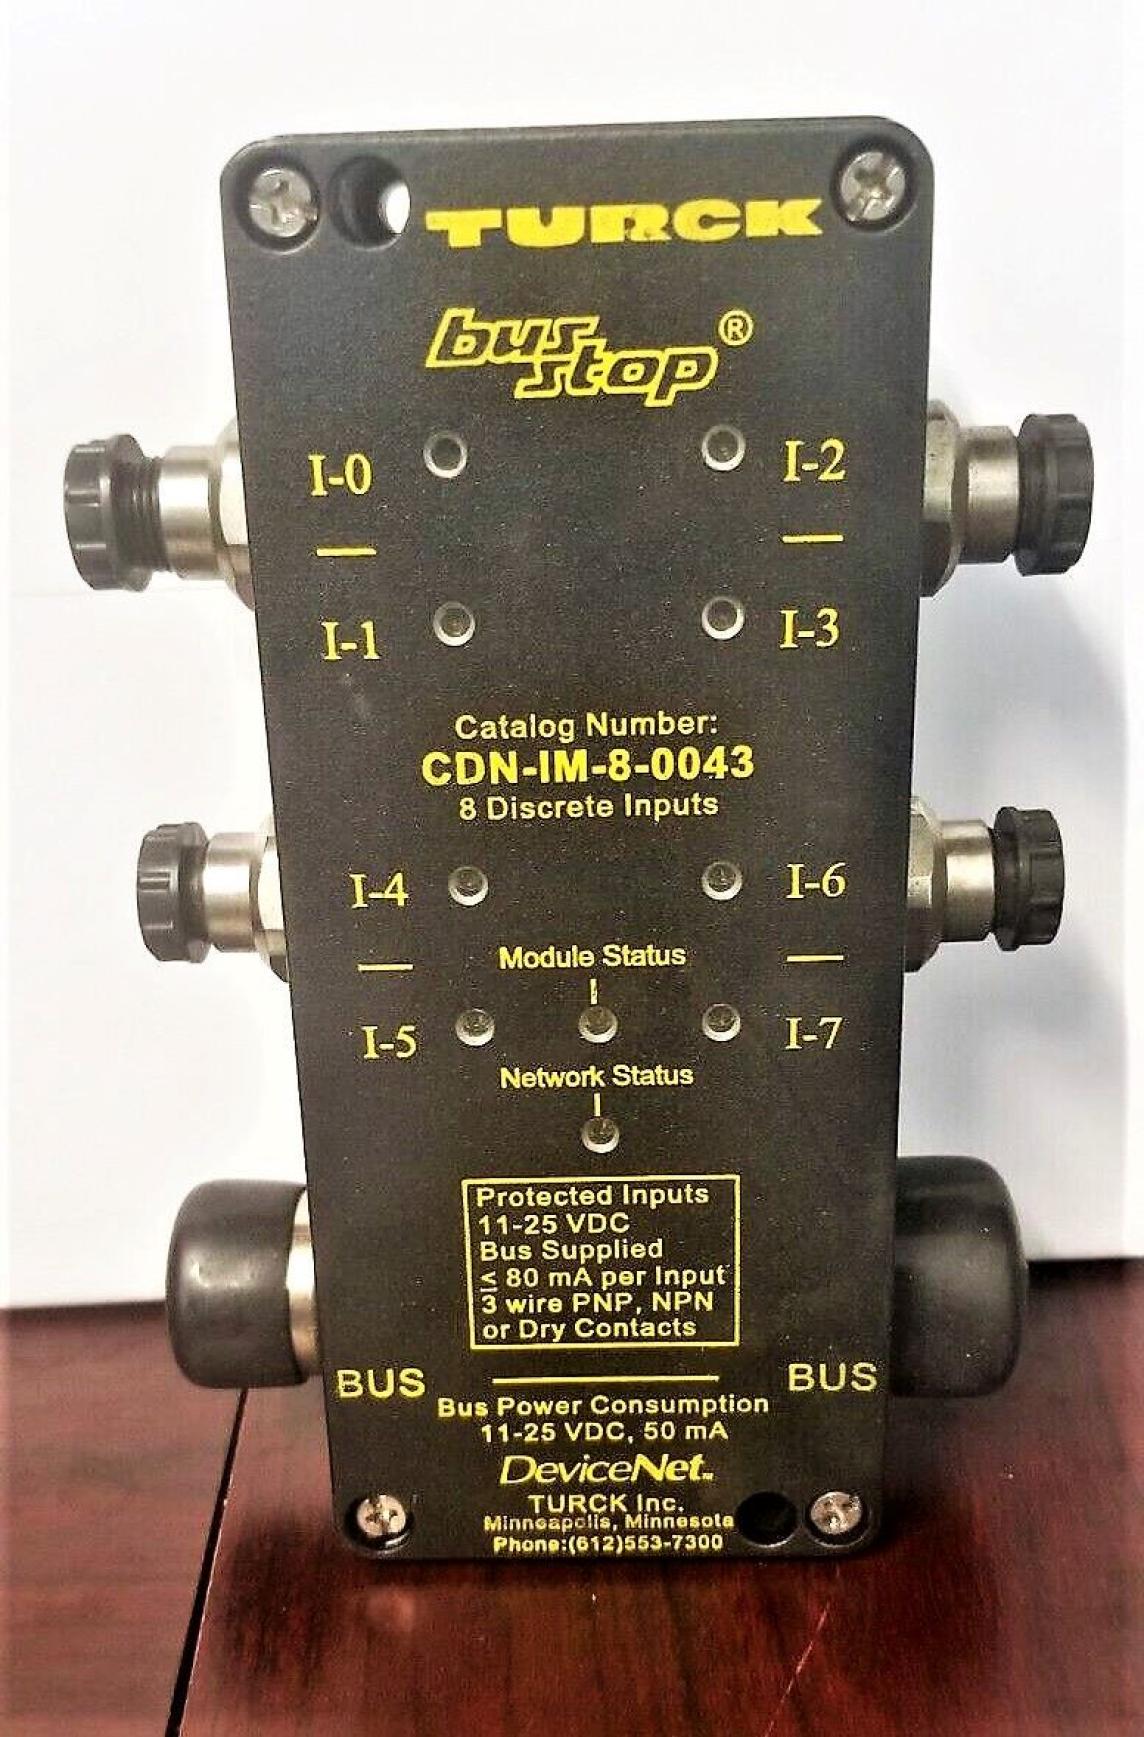 TURCK
bus
stop®
I-0 I-2
I-1 I-3
Catalog Number:
CDN-IM-8-0043
8 Discrete Inputs
I-4 I-6
Module Status
I-5 I-7
Network Status
Protected Inputs
11-25 VDC
Bus Supplied
≤ 80 mA per Input
3 wire PNP, NPN
or Dry Contacts
BUS BUS
Bus Power Consumption
11-25 VDC, 50 mA
DeviceNet™
TURCK Inc.
Minneapolis, Minnesota
Phone:(612)553-7300